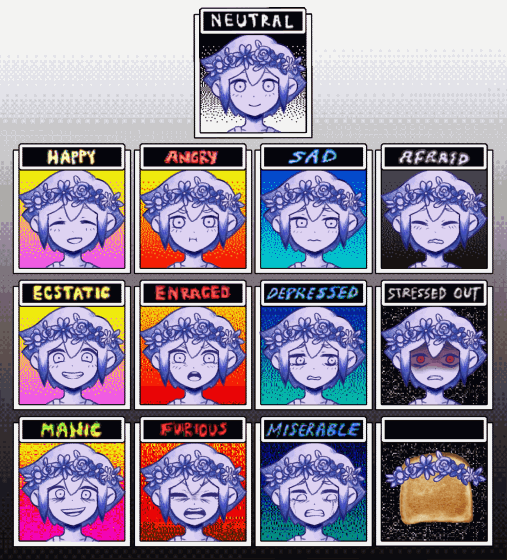 NEUTRAL
HAPPY
ANGRY
SAD
AFRAID
ECSTATIC
ENRAGED
DEPRESSED
STRESSED OUT
MANIC
FURIOUS
MISERABLE